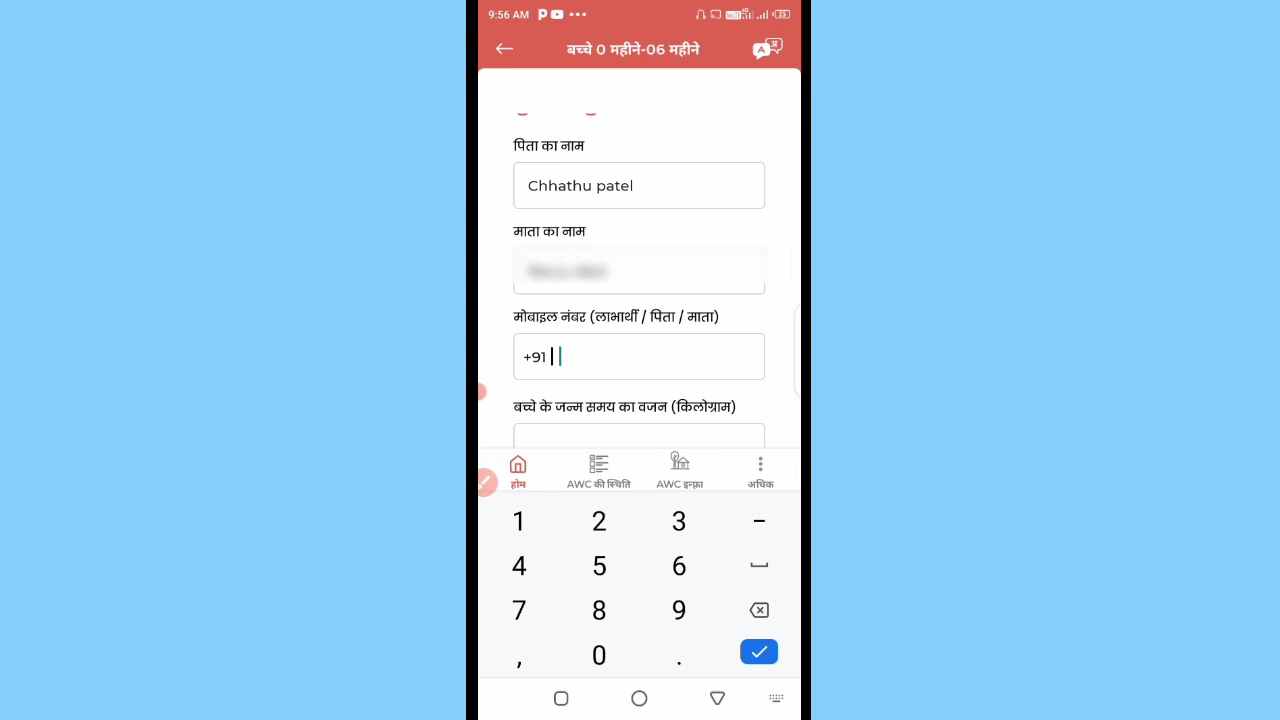 9:56 AM
23
बच्चे 0 महीने-06 महीने
पिता का नाम
Chhathu patel
माता का नाम
मोबाइल नंबर (लाभार्थी / पिता / माता)
+91
बच्चे के जन्म समय का वजन (किलोग्राम)
होम
AWC की स्थिति
AWC इन्फ्रा
अधिक
1 2 3 -
4 5 6
7 8 9
, 0 .